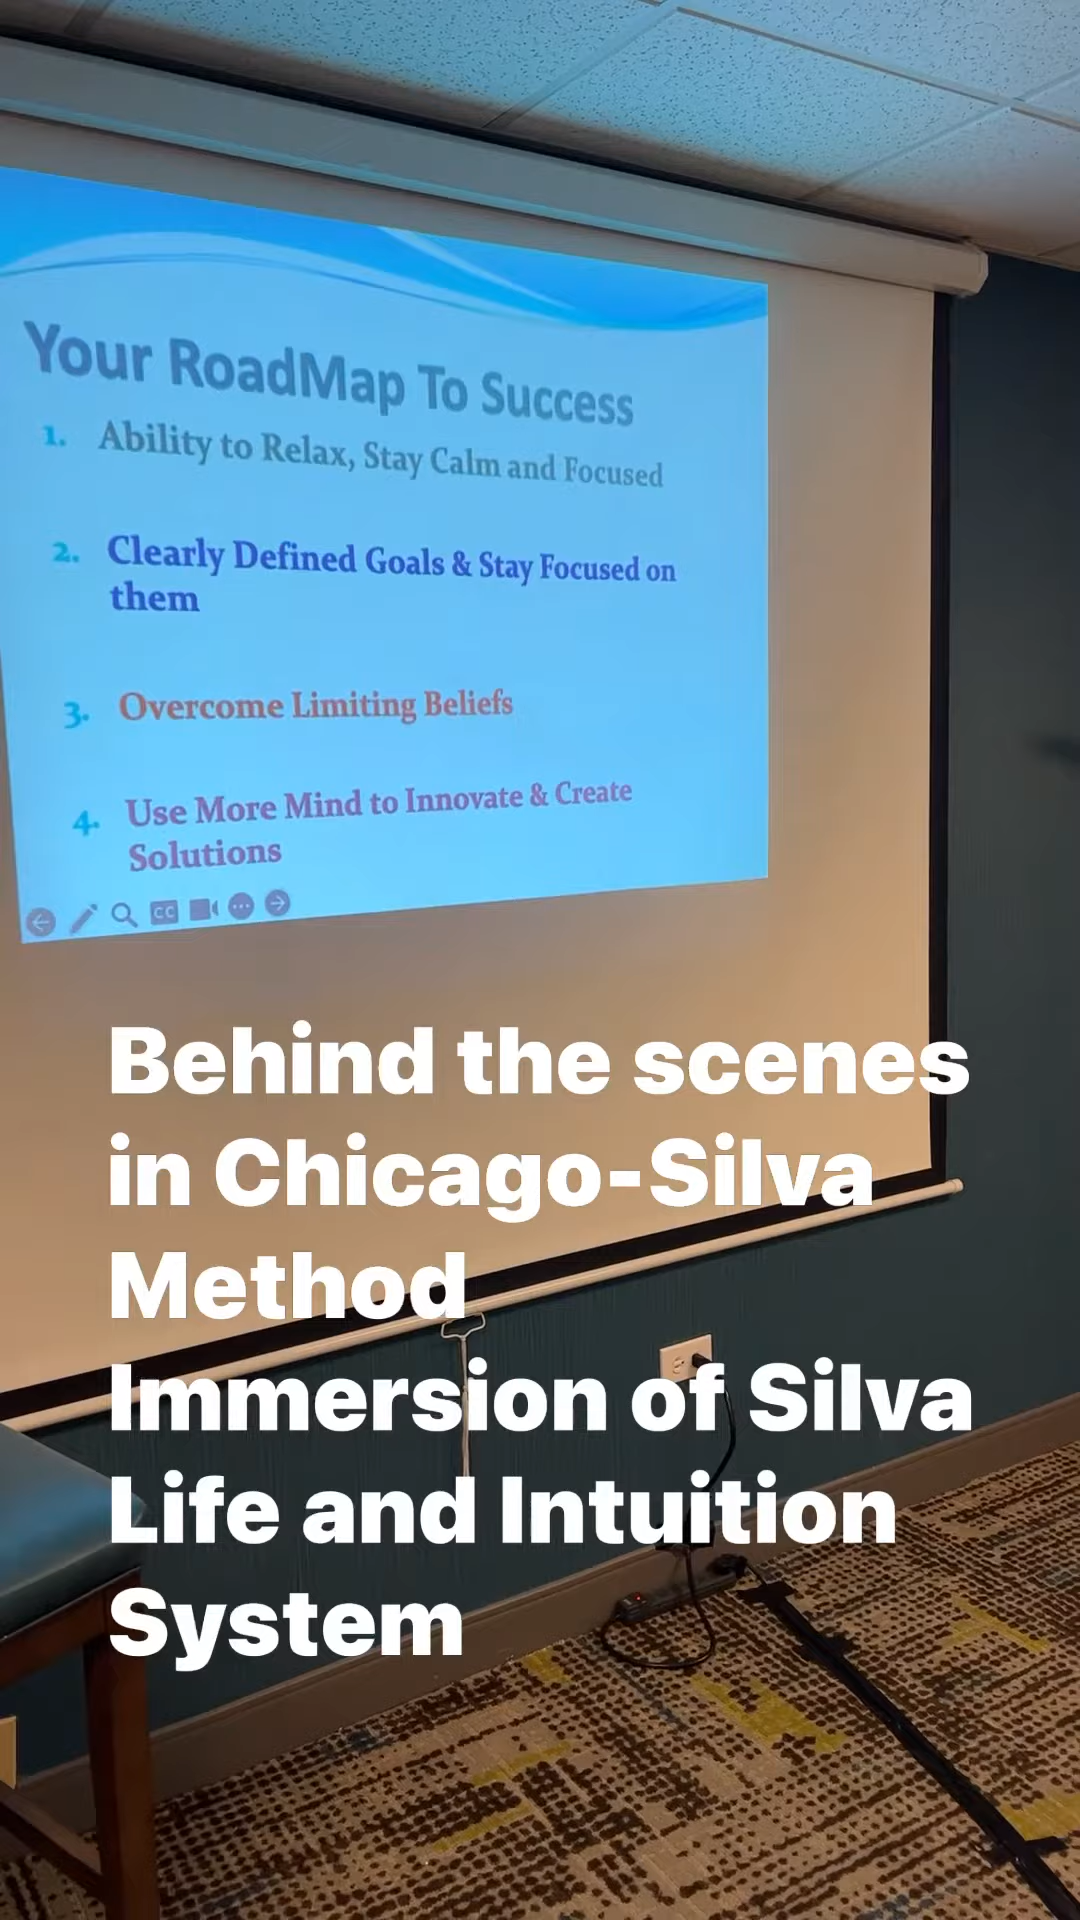 Your RoadMap To Success
1. Ability to Relax, Stay Calm and Focused
2. Clearly Defined Goals & Stay Focused on
them
3. Overcome Limiting Beliefs
4. Use More Mind to Innovate & Create
Solutions
CC
Behind the scenes
in Chicago-Silva
Method
Immersion of Silva
Life and Intuition
System